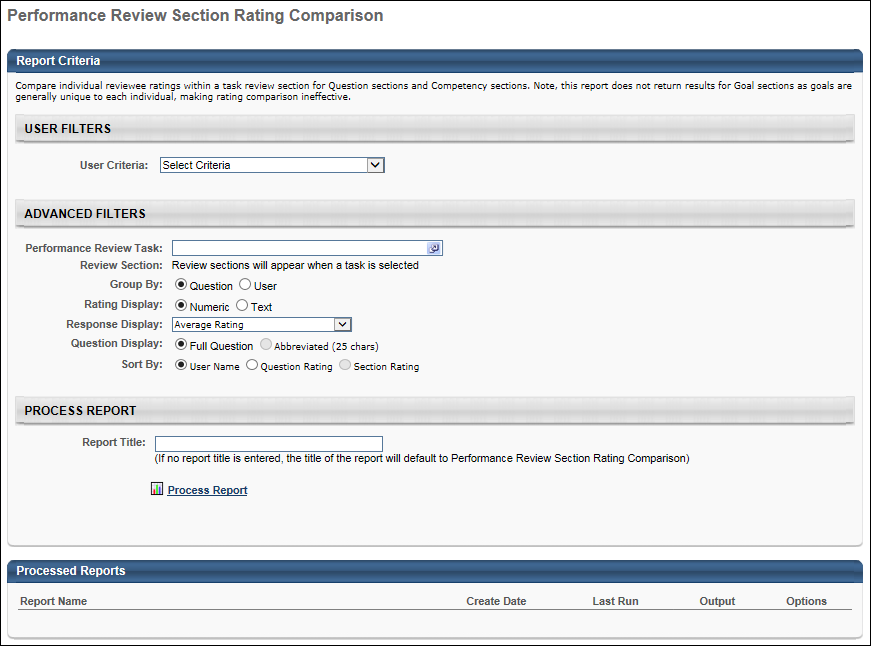 Performance Review Section Rating Comparison
Report Criteria
Compare individual reviewee ratings within a task review section for Question sections and Competency sections. Note, this report does not return results for Goal sections as goals are
generally unique to each individual, making rating comparison ineffective.
USER FILTERS
User Criteria: Select Criteria
ADVANCED FILTERS
Performance Review Task:
Review Section: Review sections will appear when a task is selected
Group By: Question User
Rating Display: Numeric Text
Response Display: Average Rating
Question Display: Full Question Abbreviated (25 chars)
Sort By: User Name Question Rating Section Rating
PROCESS REPORT
Report Title:
(If no report title is entered, the title of the report will default to Performance Review Section Rating Comparison)
Process Report
Processed Reports
Report Name Create Date Last Run Output Options